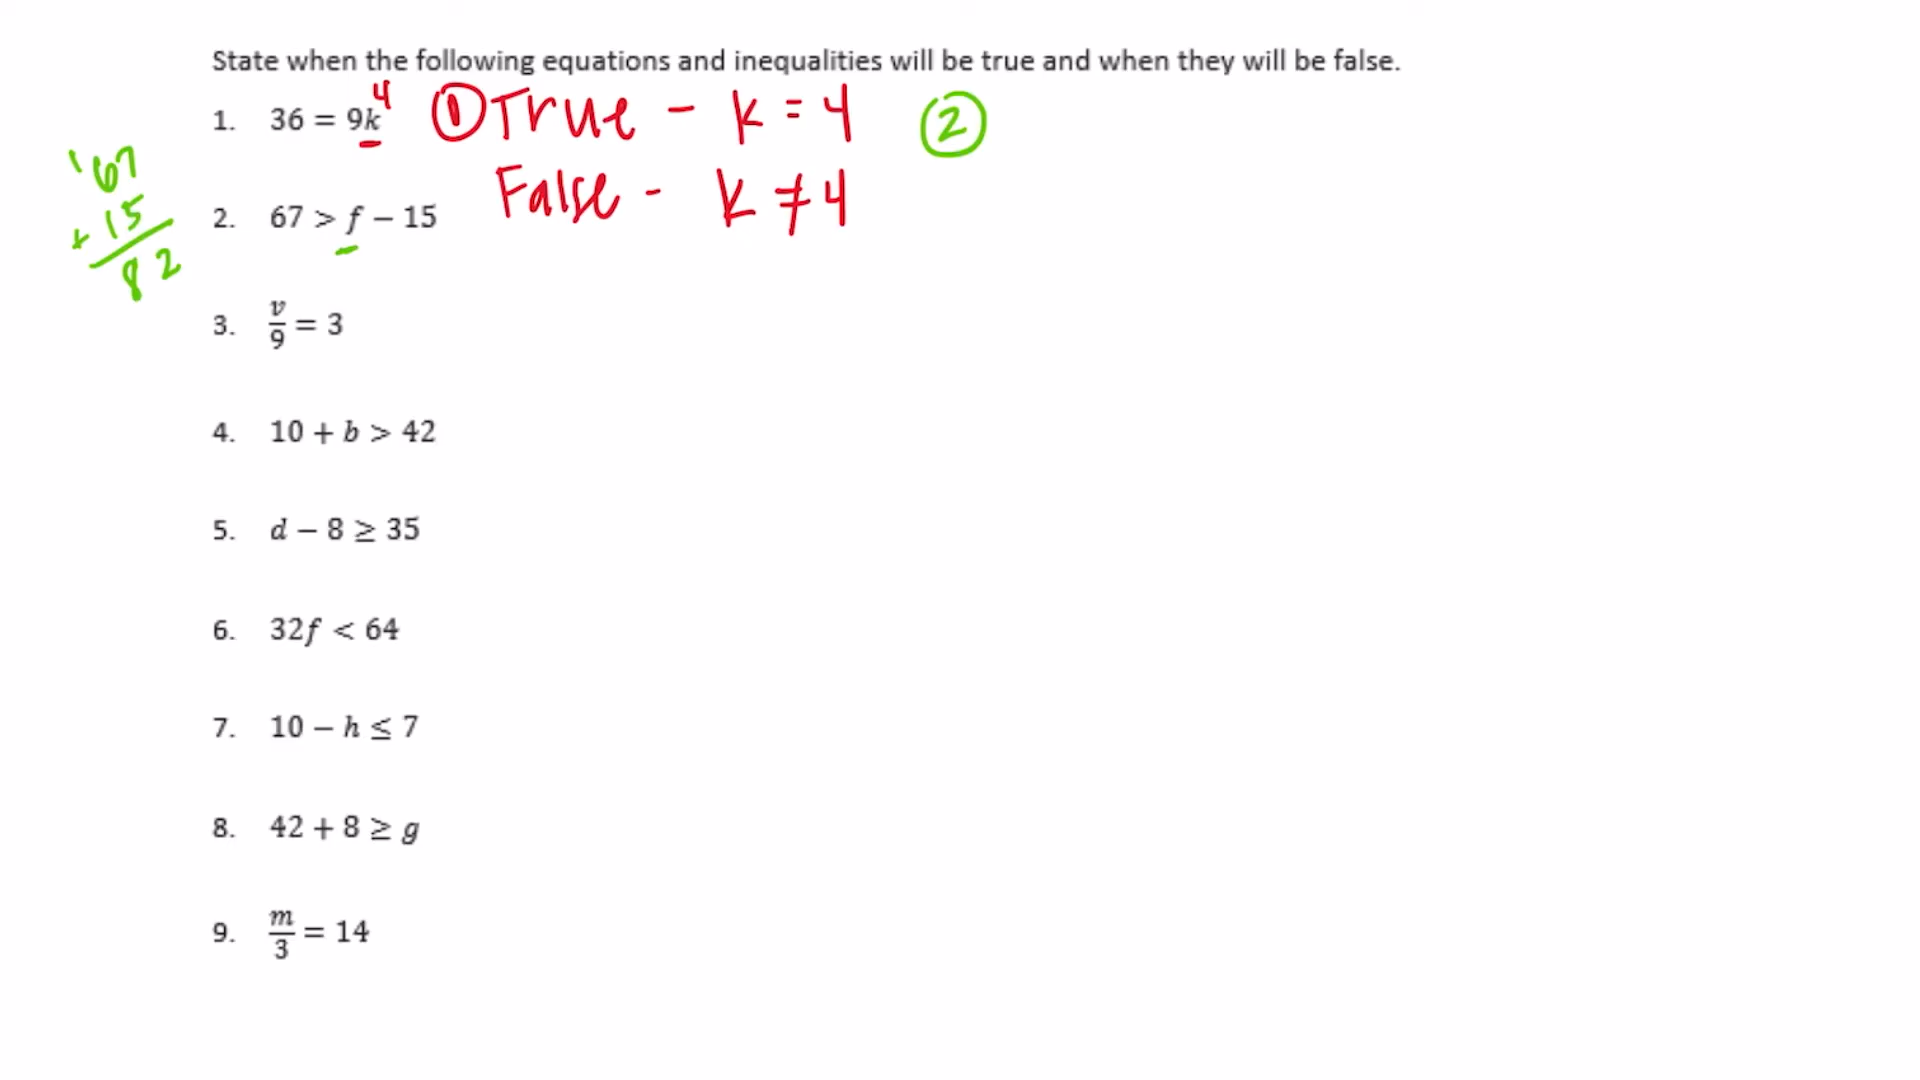 State when the following equations and inequalities will be true and when they will be false.
1. 36 = 9k 4 ① True - k = 4 ②
False - k ≠ 4
1 67
+ 15
82
2. 67 > f − 15
3. v/9 = 3
4. 10 + b > 42
5. d − 8 ≥ 35
6. 32f < 64
7. 10 − h ≤ 7
8. 42 + 8 ≥ g
9. m/3 = 14